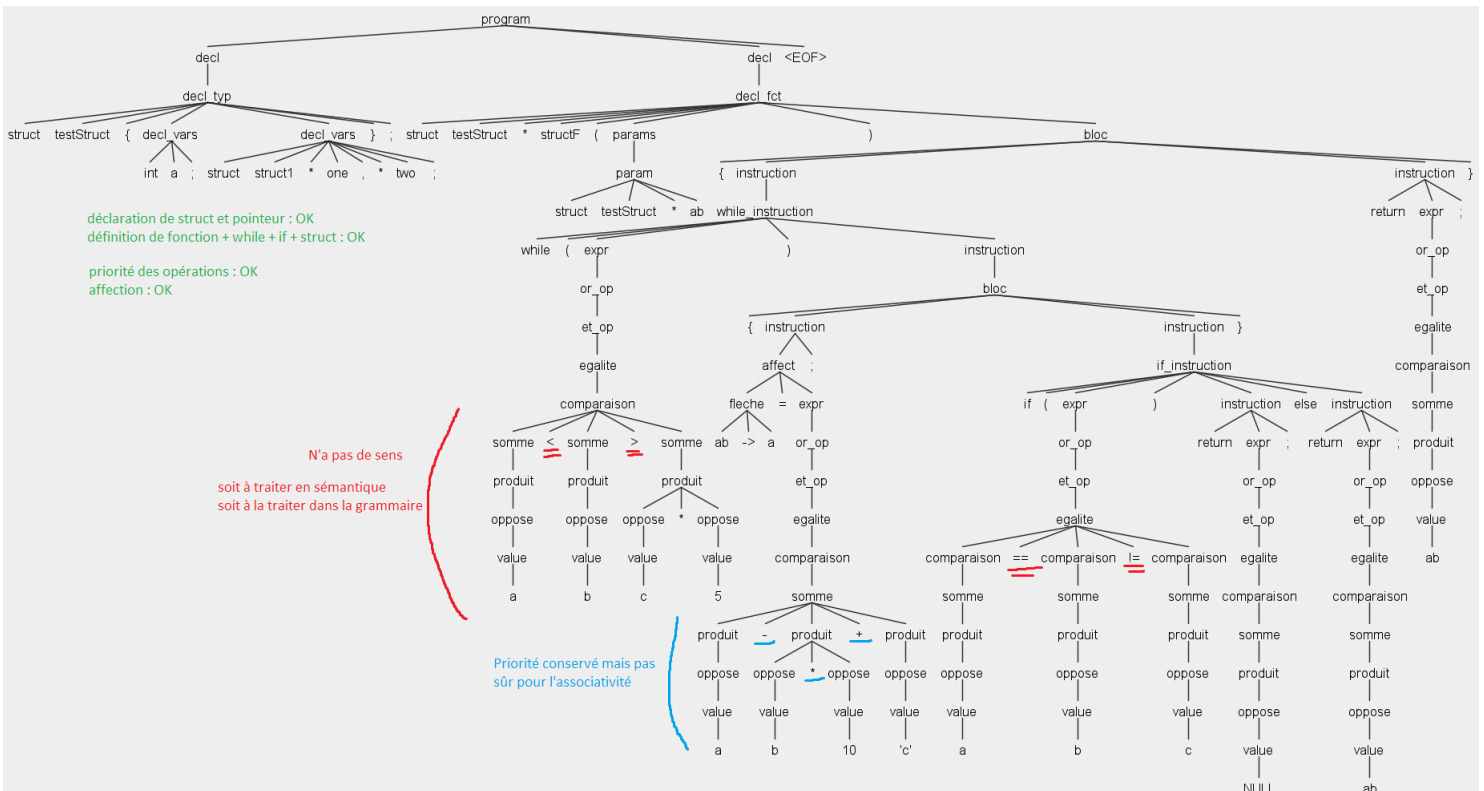 program
decl decl <EOF>
decl_typ decl_fct
struct testStruct { decl_vars decl_vars } ; struct testStruct * structF ( params ) bloc
int a ; struct struct1 * one , * two ; param { instruction instruction }
struct testStruct * ab while_instruction return expr ;
déclaration de struct et pointeur : OK
définition de fonction + while + if + struct : OK
priorité des opérations : OK
affection : OK
while ( expr ) instruction or_op
or_op bloc et_op
et_op { instruction instruction } egalite
egalite affect ; if_instruction comparaison
comparaison fleche = expr if ( expr ) instruction else instruction somme
somme < somme > somme ab -> a or_op or_op return expr ; return expr ; produit
N'a pas de sens
soit à traiter en sémantique
soit à la traiter dans la grammaire
produit produit produit et_op et_op or_op or_op oppose
oppose oppose oppose * oppose egalite egalite et_op et_op value
value value value value comparaison comparaison == comparaison != comparaison egalite egalite ab
a b c 5 somme somme somme somme comparaison comparaison
produit - produit + produit produit produit produit somme somme
Priorité conservé mais pas
sûr pour l'associativité
oppose oppose * oppose oppose oppose oppose oppose produit produit
value value value value value value value oppose oppose
a b 10 'c' a b c value value
NULL ab